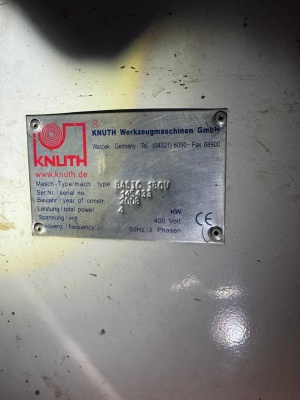 ®
KNUTH Werkzeugmaschinen GmbH
Wasbek Germany Tel. (04321) 6090 - Fax 68900
KNUTH
www.knuth.de
Masch-Type/mach. type BASIC 180V
Ser.Nr./serial no.
Baujahr/year of constr. 2008
Leistung/total power: 4 KW
Spannung/volt 400 Volt
Frequenz/frequency: 50Hz/3 Phasen
CE